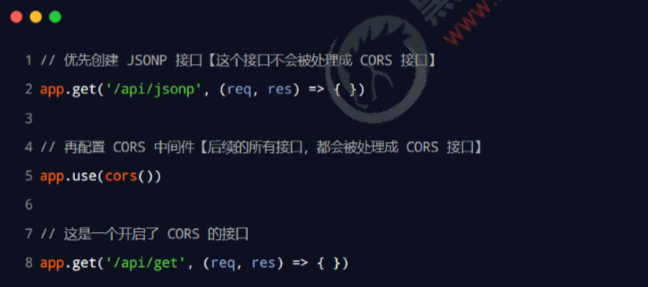 1 // 优先创建 JSONP 接口【这个接口不会被处理成 CORS 接口】
2 app.get('/api/jsonp', (req, res) => { })
3
4 // 再配置 CORS 中间件【后续的所有接口，都会被处理成 CORS 接口】
5 app.use(cors())
6
7 // 这是一个开启了 CORS 的接口
8 app.get('/api/get', (req, res) => { })